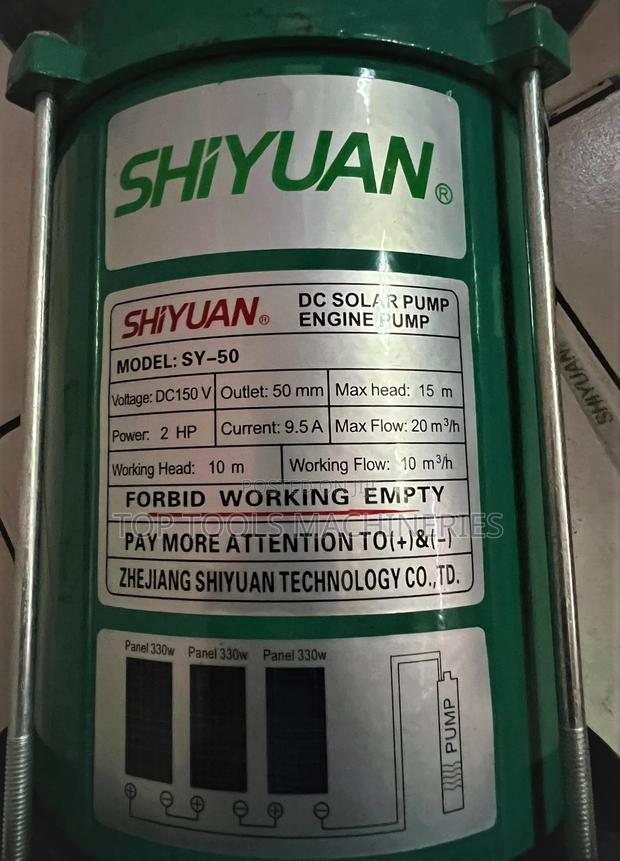 SHiYUAN®
SHiYUAN® DC SOLAR PUMP
ENGINE PUMP
MODEL: SY-50
Voltage: DC150 V Outlet: 50 mm Max head: 15 m
Power: 2 HP Current: 9.5 A Max Flow: 20 m³/h
Working Head: 10 m Working Flow: 10 m³/h
POSTED ON JIJI
FORBID WORKING EMPTY
TOP TOOLS MACHINERIES
PAY MORE ATTENTION TO(+)&(-)
ZHEJIANG SHIYUAN TECHNOLOGY CO.,TD.
Panel 330w Panel 330w Panel 330w
PUMP
+ - + - + -
SHiYUAN